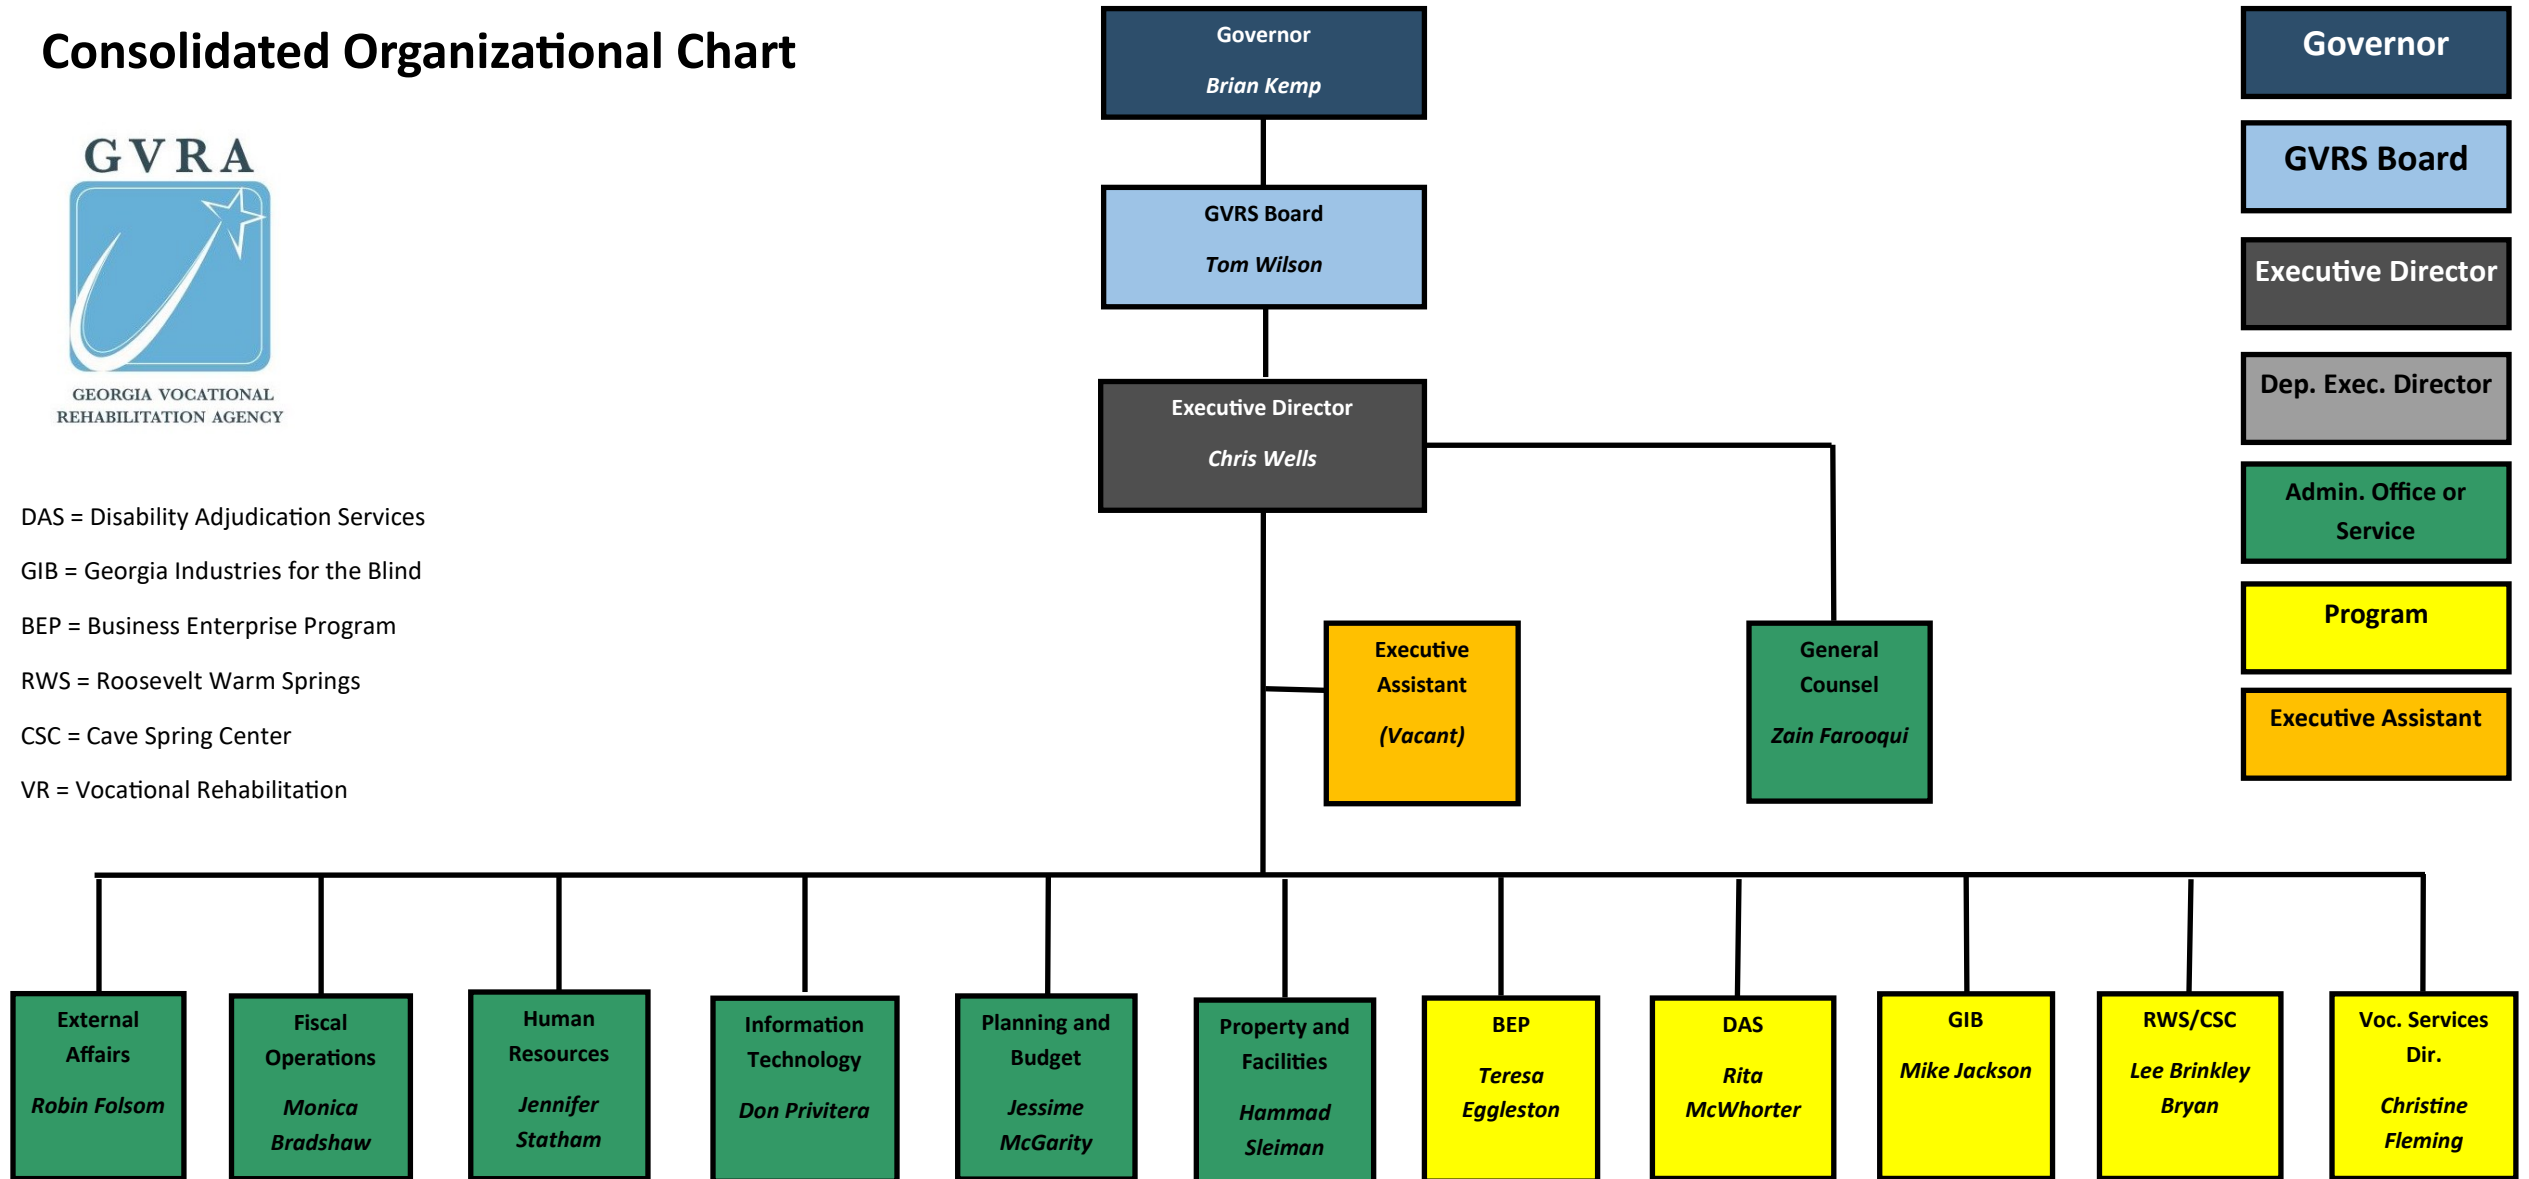 Consolidated Organizational Chart
GVRA
GEORGIA VOCATIONAL
REHABILITATION AGENCY
DAS = Disability Adjudication Services
GIB = Georgia Industries for the Blind
BEP = Business Enterprise Program
RWS = Roosevelt Warm Springs
CSC = Cave Spring Center
VR = Vocational Rehabilitation
Governor
Brian Kemp
GVRS Board
Tom Wilson
Executive Director
Chris Wells
Executive
Assistant
(Vacant)
General
Counsel
Zain Farooqui
Governor
GVRS Board
Executive Director
Dep. Exec. Director
Admin. Office or
Service
Program
Executive Assistant
External
Affairs
Robin Folsom
Fiscal
Operations
Monica
Bradshaw
Human
Resources
Jennifer
Statham
Information
Technology
Don Privitera
Planning and
Budget
Jessime
McGarity
Property and
Facilities
Hammad
Sleiman
BEP
Teresa
Eggleston
DAS
Rita
McWhorter
GIB
Mike Jackson
RWS/CSC
Lee Brinkley
Bryan
Voc. Services
Dir.
Christine
Fleming